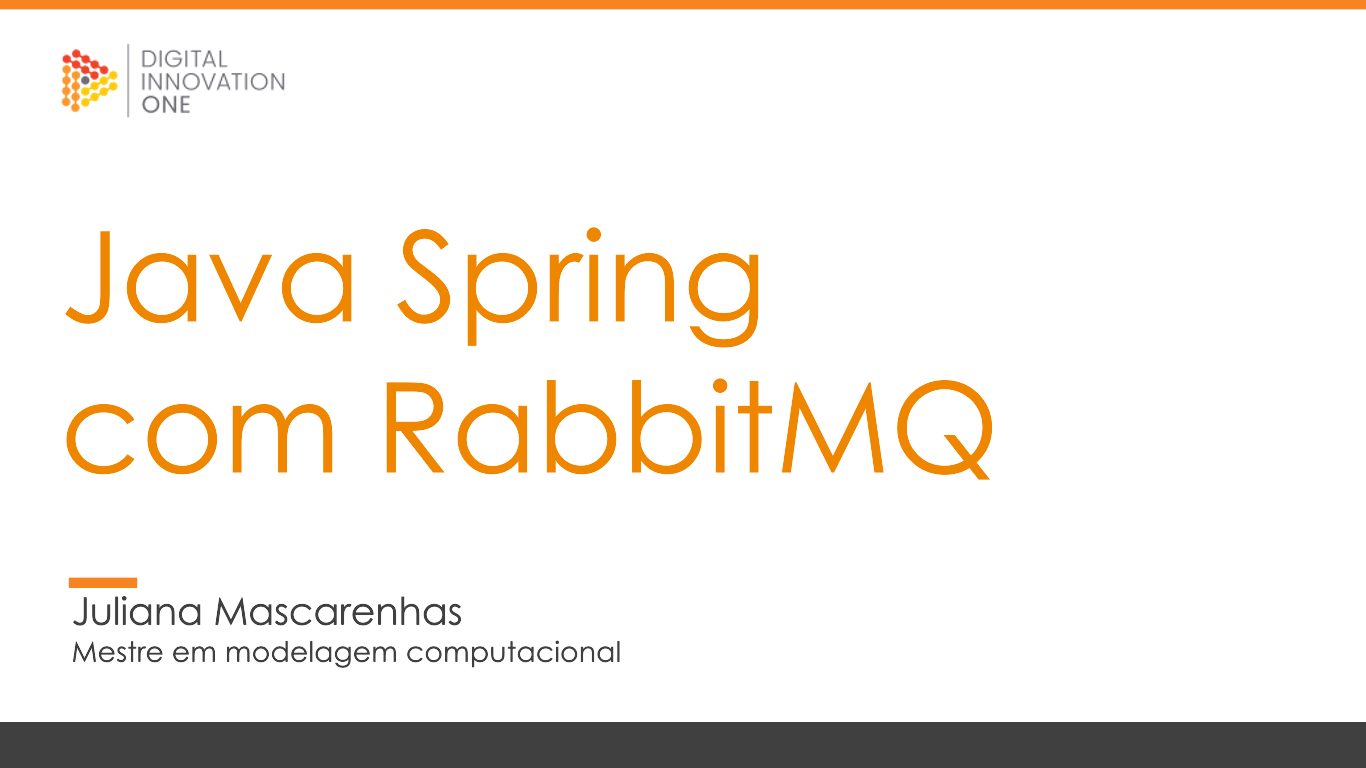 DIGITAL
INNOVATION
ONE
Java Spring
com RabbitMQ
Juliana Mascarenhas
Mestre em modelagem computacional